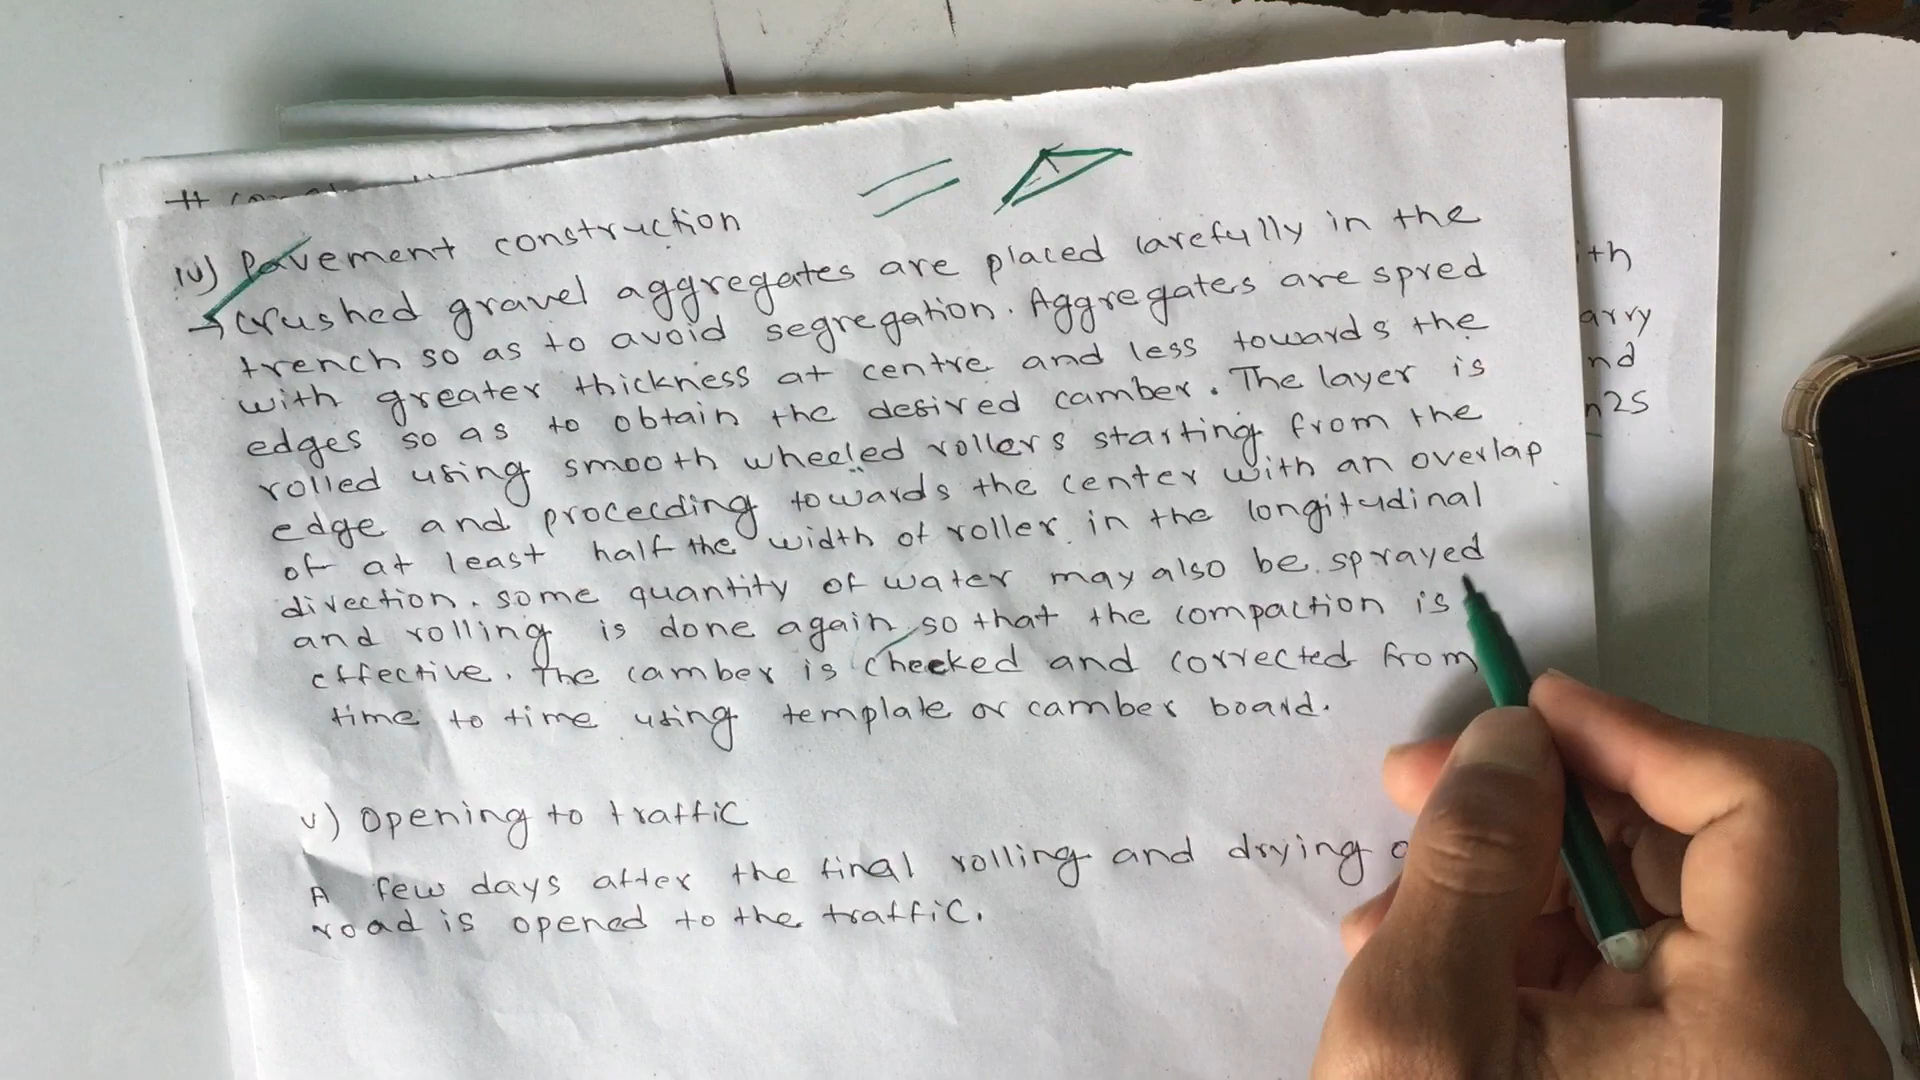 iv) Pavement construction
→ crushed gravel aggregates are placed carefully in the
trench so as to avoid segregation. Aggregates are spred
with greater thickness at centre and less towards the
edges so as to obtain the desired camber. The layer is
rolled using smooth wheeled rollers starting from the
edge and proceeding towards the center with an overlap
of at least half the width of roller in the longitudinal
direction. some quantity of water may also be sprayed
and rolling is done again so that the compaction is
effective. The camber is cheeked and corrected from
time to time using template or camber board.
v) Opening to traffic
A few days after the final rolling and drying
road is opened to the traffic.
nd